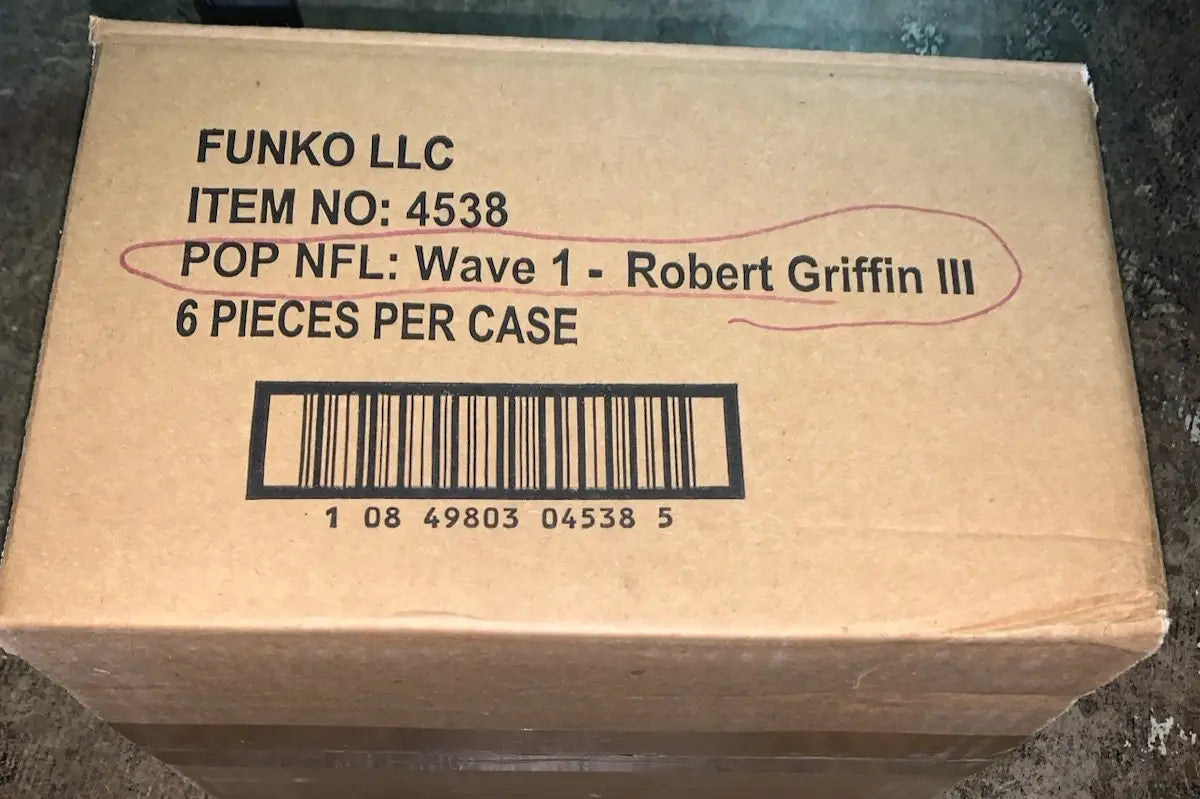 FUNKO LLC
ITEM NO: 4538
POP NFL: Wave 1 - Robert Griffin III
6 PIECES PER CASE
1 08 49803 04538 5